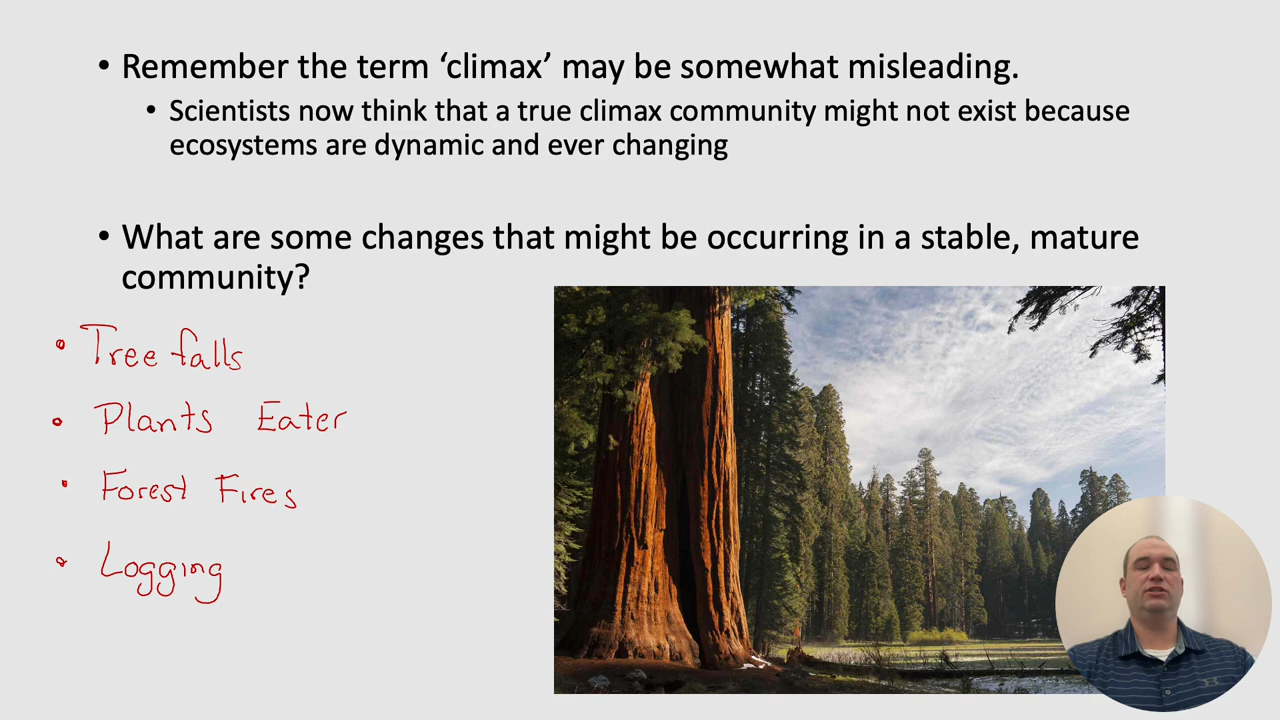 • Remember the term ‘climax’ may be somewhat misleading.
• Scientists now think that a true climax community might not exist because
ecosystems are dynamic and ever changing
• What are some changes that might be occurring in a stable, mature
community?
• Tree falls
• Plants Eater
• Forest Fires
• Logging